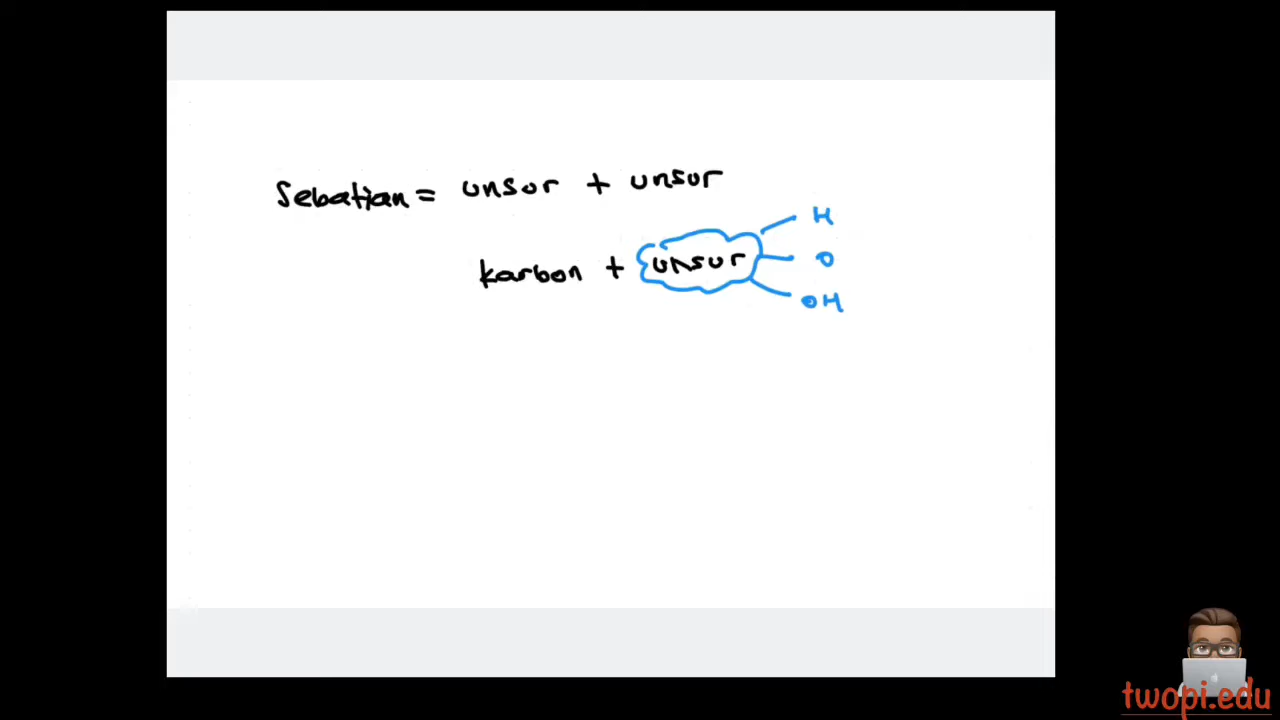 Sebatian = unsur + unsur
karbon + unsur
H
O
OH
twopi.edu